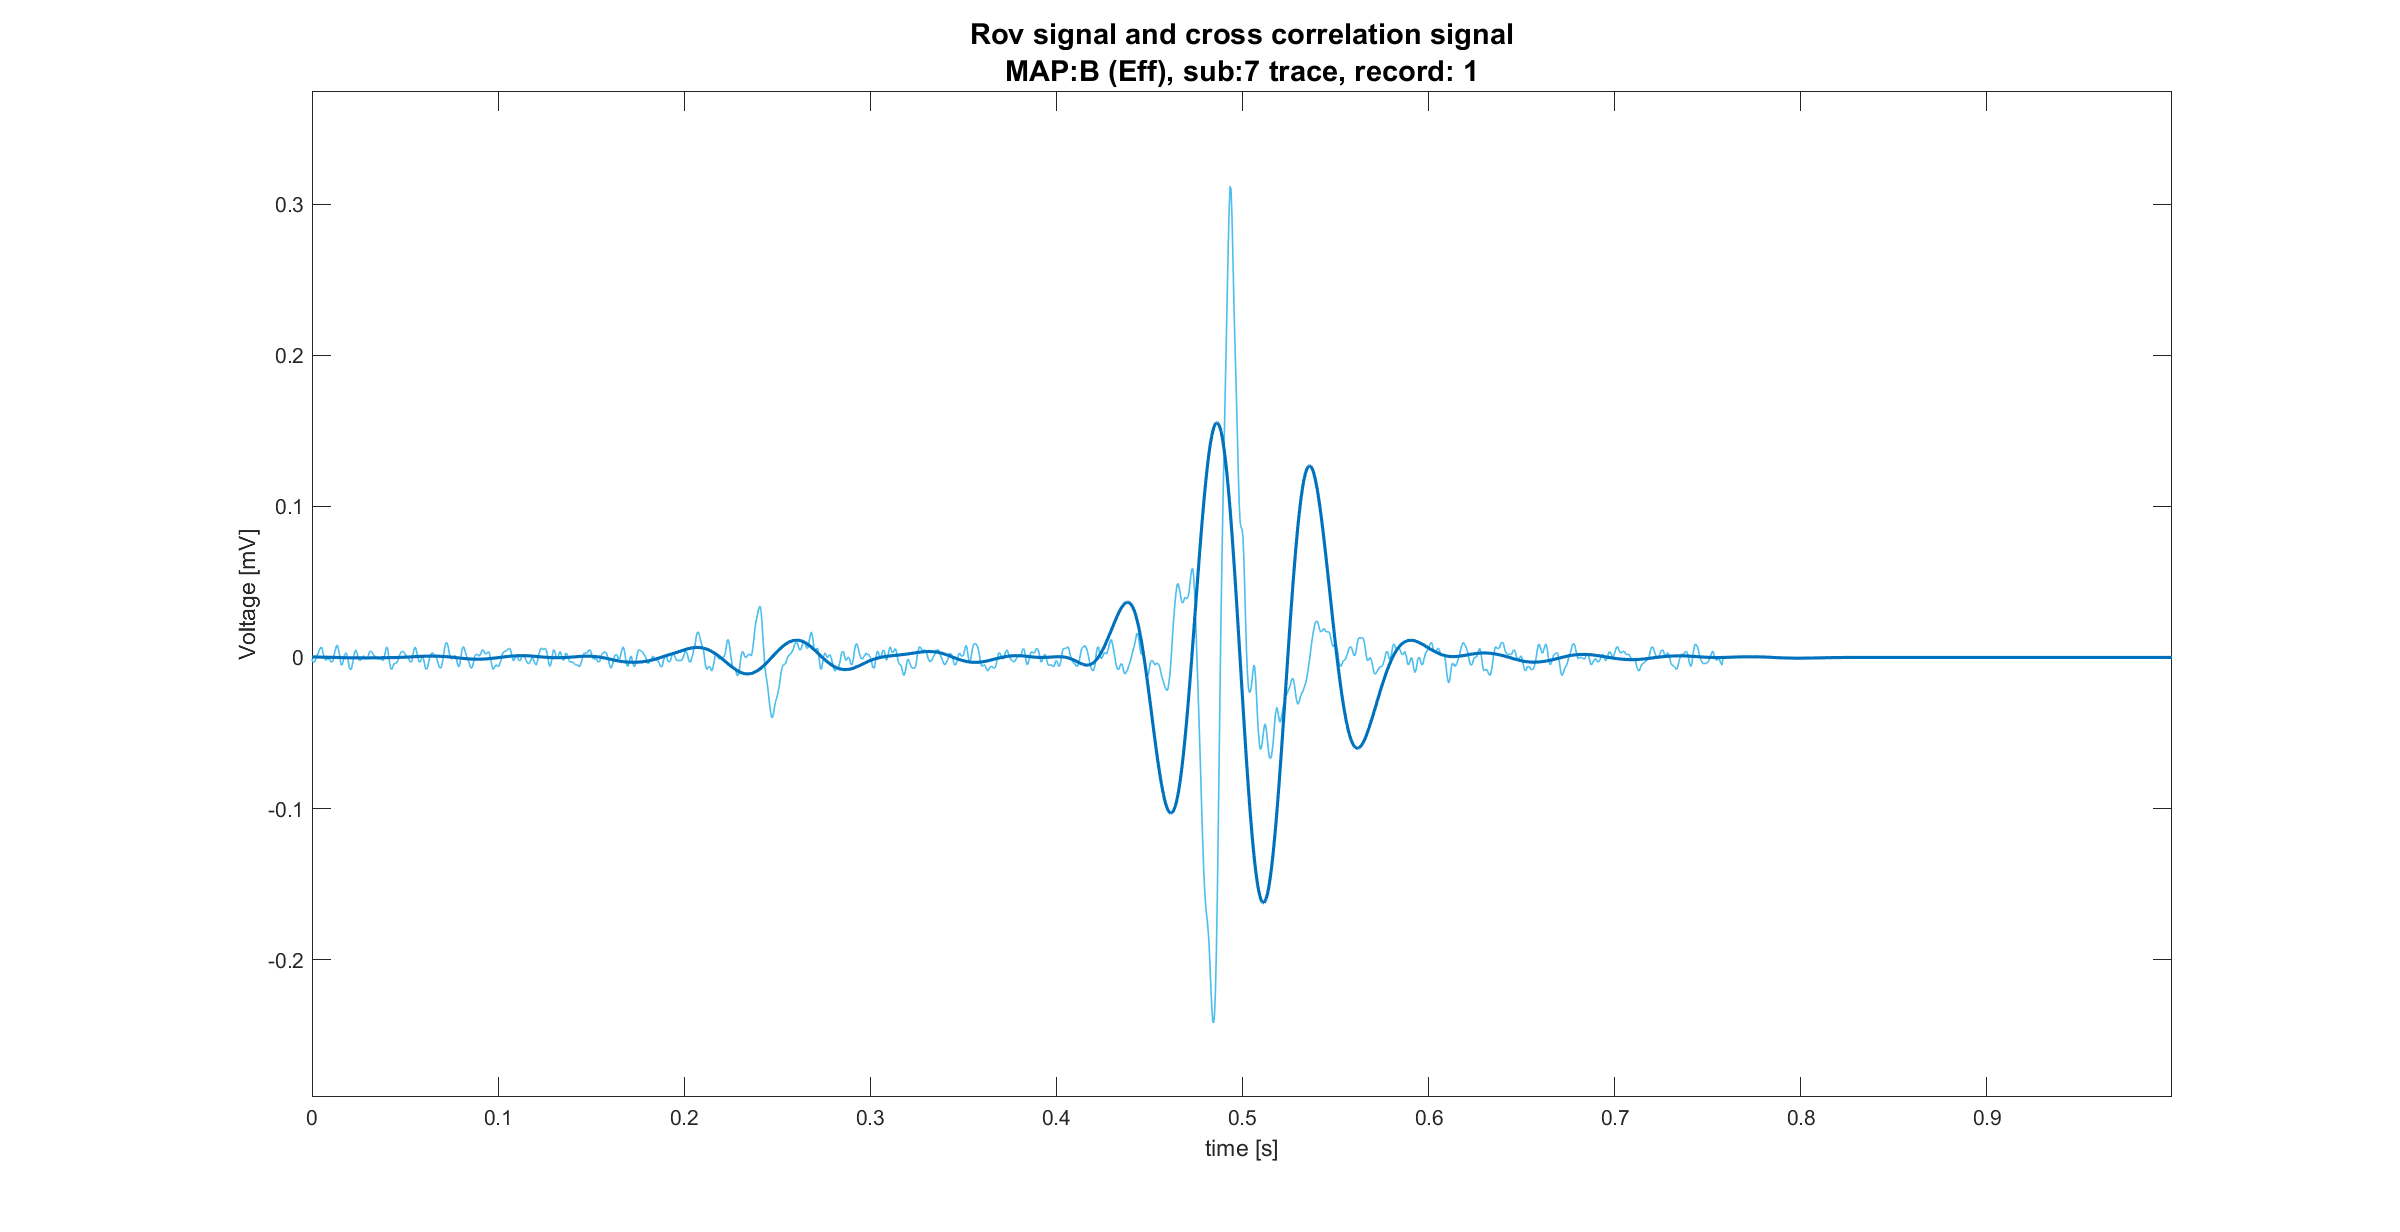 Rov signal and cross correlation signal
MAP:B (Eff), sub:7 trace, record: 1
Voltage [mV]
0.3
0.2
0.1
0
-0.1
-0.2
0 0.1 0.2 0.3 0.4 0.5 0.6 0.7 0.8 0.9
time [s]